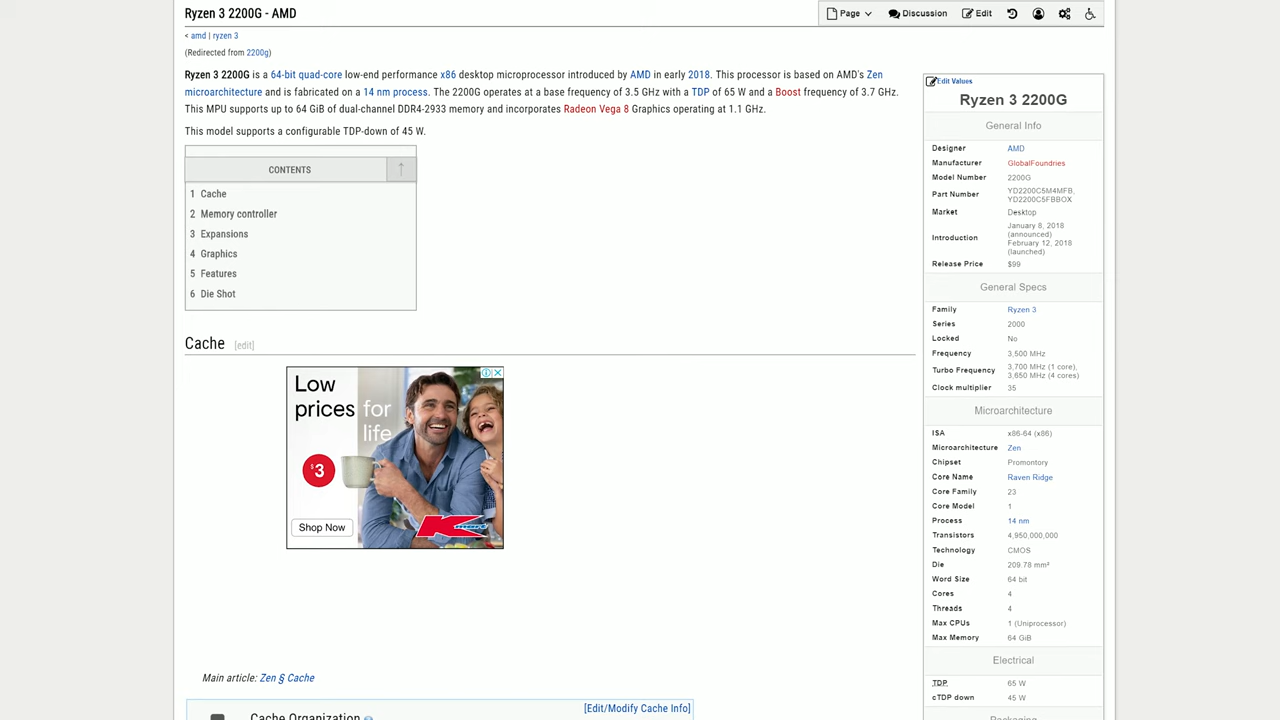 Ryzen 3 2200G - AMD
Page
Discussion
Edit
< amd | ryzen 3
(Redirected from 2200g)
Ryzen 3 2200G is a 64-bit quad-core low-end performance x86 desktop microprocessor introduced by AMD in early 2018. This processor is based on AMD's Zen
microarchitecture and is fabricated on a 14 nm process. The 2200G operates at a base frequency of 3.5 GHz with a TDP of 65 W and a Boost frequency of 3.7 GHz.
This MPU supports up to 64 GiB of dual-channel DDR4-2933 memory and incorporates Radeon Vega 8 Graphics operating at 1.1 GHz.
This model supports a configurable TDP-down of 45 W.
CONTENTS ↑
1 Cache
2 Memory controller
3 Expansions
4 Graphics
5 Features
6 Die Shot
Cache [edit]
Low
prices for
life
$3
Shop Now
Kmart
Main article: Zen § Cache
[Edit/Modify Cache Info]
Cache Organization
Edit Values
Ryzen 3 2200G
General Info
Designer AMD
Manufacturer GlobalFoundries
Model Number 2200G
Part Number YD2200C5M4MFB,
YD2200C5FBBOX
Market Desktop
Introduction January 8, 2018
(announced)
February 12, 2018
(launched)
Release Price $99
General Specs
Family Ryzen 3
Series 2000
Locked No
Frequency 3,500 MHz
Turbo Frequency 3,700 MHz (1 core),
3,650 MHz (4 cores)
Clock multiplier 35
Microarchitecture
ISA x86-64 (x86)
Microarchitecture Zen
Chipset Promontory
Core Name Raven Ridge
Core Family 23
Core Model 1
Process 14 nm
Transistors 4,950,000,000
Technology CMOS
Die 209.78 mm²
Word Size 64 bit
Cores 4
Threads 4
Max CPUs 1 (Uniprocessor)
Max Memory 64 GiB
Electrical
TDP 65 W
cTDP down 45 W
Packaging